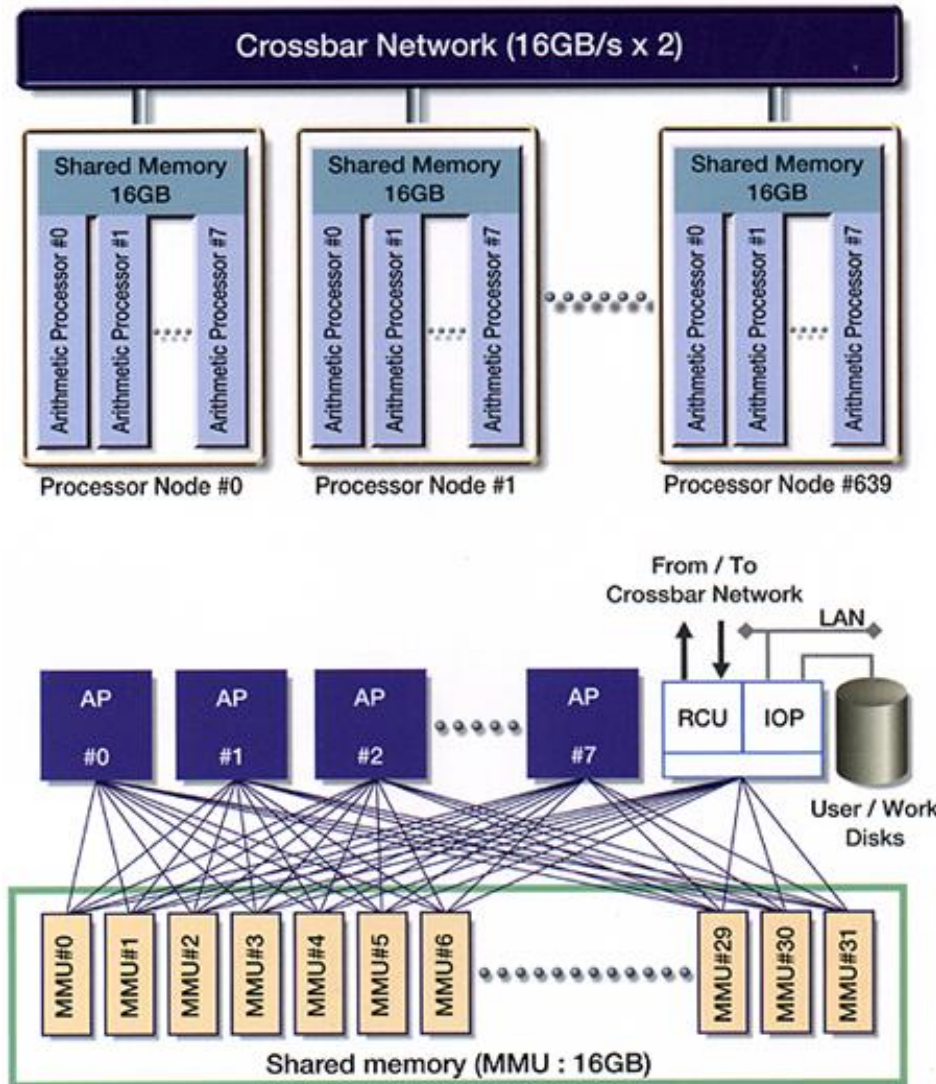 Crossbar Network (16GB/s x 2)
Shared Memory
16GB
Arithmetic Processor #0
Arithmetic Processor #1
Arithmetic Processor #7
Processor Node #0
Shared Memory
16GB
Arithmetic Processor #0
Arithmetic Processor #1
Arithmetic Processor #7
Processor Node #1
Shared Memory
16GB
Arithmetic Processor #0
Arithmetic Processor #1
Arithmetic Processor #7
Processor Node #639
From / To
Crossbar Network
LAN
AP
#0
AP
#1
AP
#2
AP
#7
RCU
IOP
User / Work
Disks
MMU#0
MMU#1
MMU#2
MMU#3
MMU#4
MMU#5
MMU#6
MMU#29
MMU#30
MMU#31
Shared memory (MMU : 16GB)